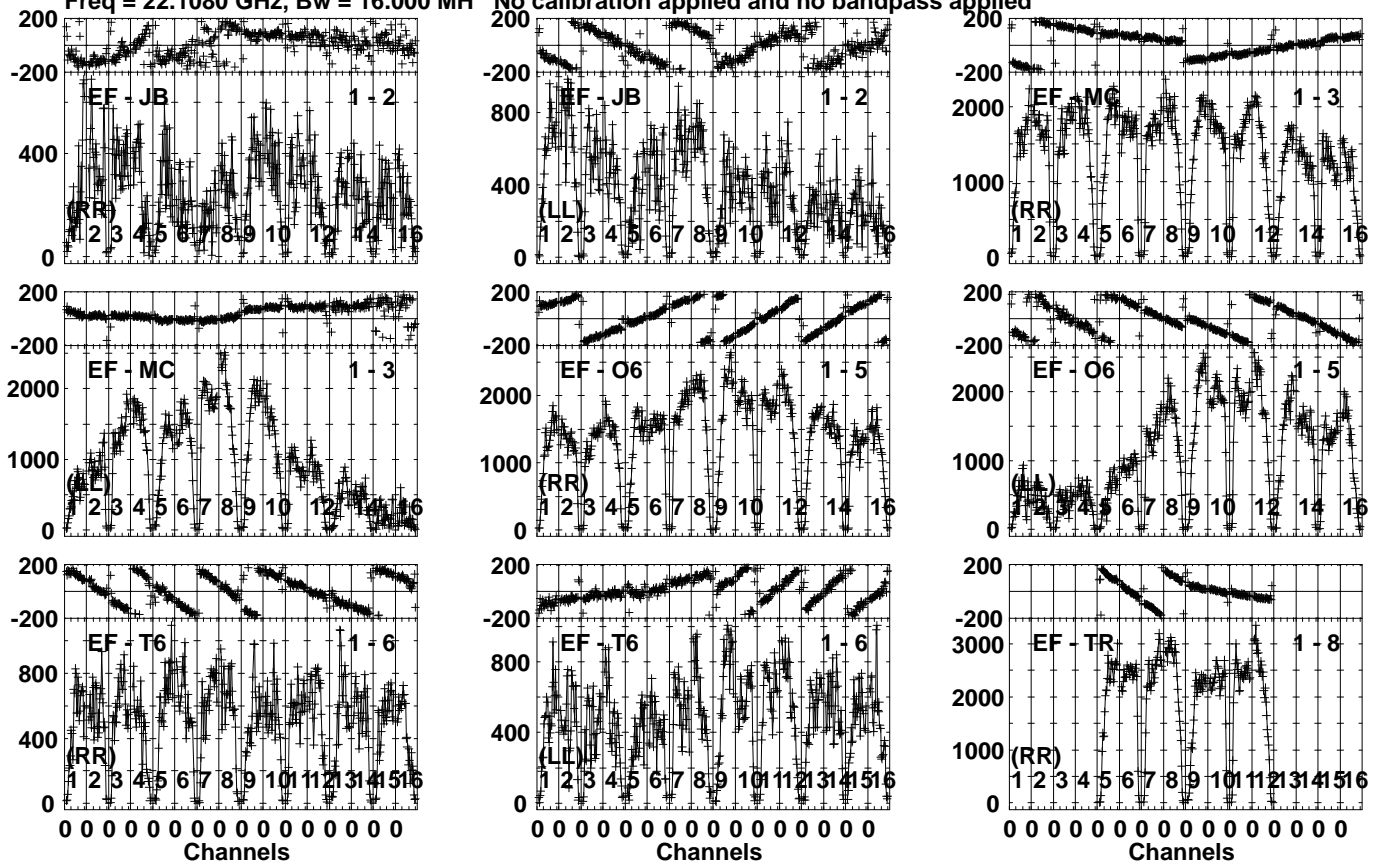 Freq = 22.1080 GHz, Bw = 16.000 MH No calibration applied and no bandpass applied
200
-200
EF - JB 1 - 2
400
(RR)
1 2 3 4 5 6 7 8 9 10 12 14 16
0
200
-200
EF - JB 1 - 2
800
400
(LL)
1 2 3 4 5 6 7 8 9 10 12 14 16
0
200
-200
EF - MC 1 - 3
2000
1000
(RR)
1 2 3 4 5 6 7 8 9 10 12 14 16
0
200
-200
EF - MC 1 - 3
2000
1000
(LL)
1 2 3 4 5 6 7 8 9 10 12 14 16
0
200
-200
EF - O6 1 - 5
2000
1000
(RR)
1 2 3 4 5 6 7 8 9 10 12 14 16
0
200
-200
EF - O6 1 - 5
2000
1000
(LL)
1 2 3 4 5 6 7 8 9 10 12 14 16
0
200
-200
EF - T6 1 - 6
800
400
(RR)
1 2 3 4 5 6 7 8 9 10 11 12 13 14 15 16
0
0 0 0 0 0 0 0 0 0 0 0 0 0 0 0 0
Channels
200
-200
EF - T6 1 - 6
800
400
(LL)
1 2 3 4 5 6 7 8 9 10 11 12 13 14 15 16
0
0 0 0 0 0 0 0 0 0 0 0 0 0 0 0 0
Channels
200
-200
EF - TR 1 - 8
3000
2000
1000
(RR)
1 2 3 4 5 6 7 8 9 10 11 12 13 14 15 16
0
0 0 0 0 0 0 0 0 0 0 0 0 0 0 0 0
Channels